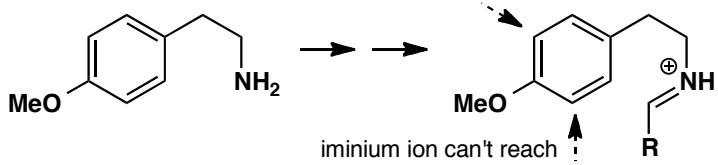 NH2
MeO
⊕
NH
MeO
R
iminium ion can't reach